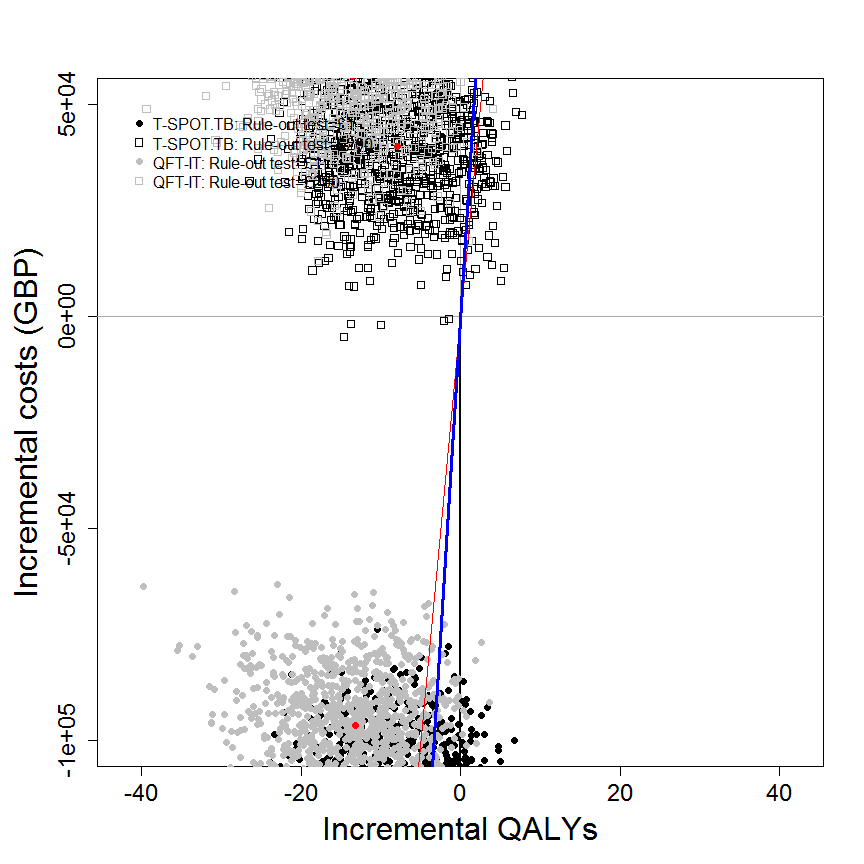 5e+04
0e+00
-5e+04
-1e+05
Incremental costs (GBP)
T-SPOT.TB: Rule-out test=
T-SPOT.TB: Rule-out test=
QFT-IT: Rule-out test=
QFT-IT: Rule-out test=
-40
-20
0
20
40
Incremental QALYs